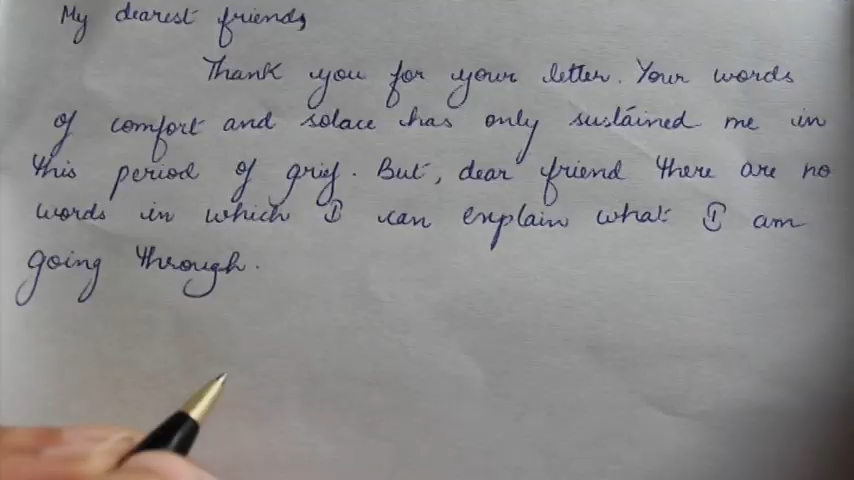 My dearest friend,
Thank you for your letter. Your words
of comfort and solace has only sustained me in
this period of grief. But, dear friend there are no
words in which I can explain what I am
going through.